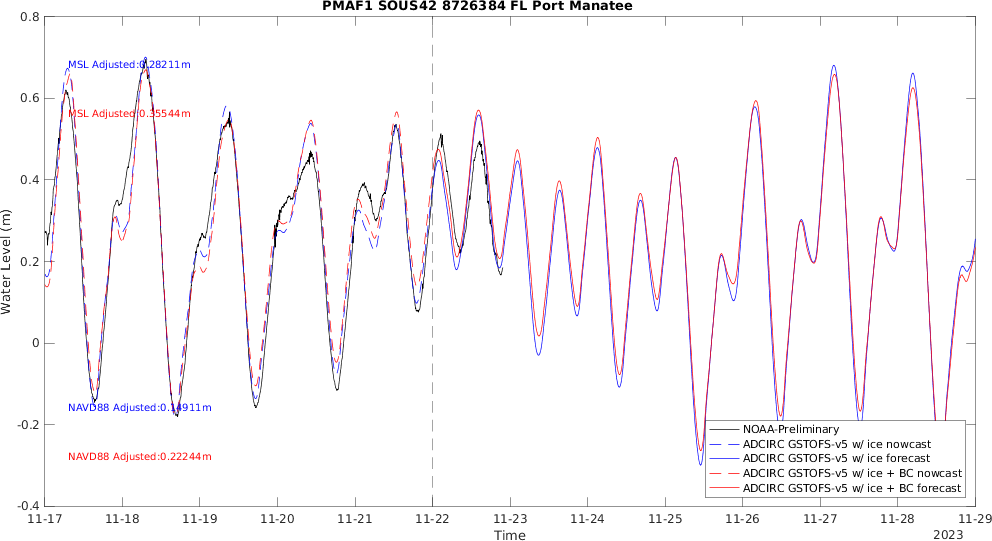 PMAF1 SOUS42 8726384 FL Port Manatee
0.8
0.6
0.4
0.2
0
-0.2
-0.4
Water Level (m)
MSL Adjusted:0.28211m
MSL Adjusted:0.35544m
NAVD88 Adjusted:0.14911m
NAVD88 Adjusted:0.22244m
NOAA-Preliminary
ADCIRC GSTOFS-v5 w/ ice nowcast
ADCIRC GSTOFS-v5 w/ ice forecast
ADCIRC GSTOFS-v5 w/ ice + BC nowcast
ADCIRC GSTOFS-v5 w/ ice + BC forecast
11-17 11-18 11-19 11-20 11-21 11-22 11-23 11-24 11-25 11-26 11-27 11-28 11-29
Time
2023